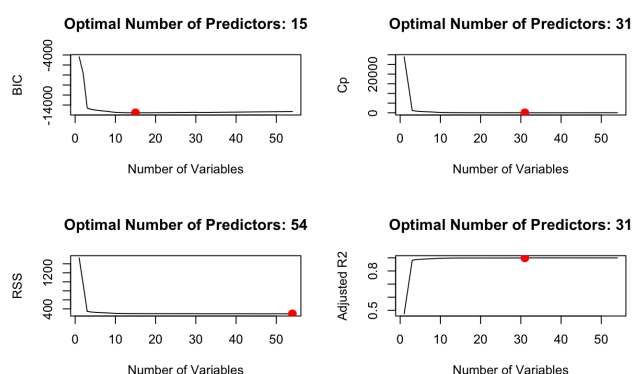 Optimal Number of Predictors: 15
BIC
-4000
-14000
0 10 20 30 40 50
Number of Variables
Optimal Number of Predictors: 31
Cp
20000
0
0 10 20 30 40 50
Number of Variables
Optimal Number of Predictors: 54
RSS
1200
400
0 10 20 30 40 50
Number of Variables
Optimal Number of Predictors: 31
Adjusted R2
0.8
0.5
0 10 20 30 40 50
Number of Variables